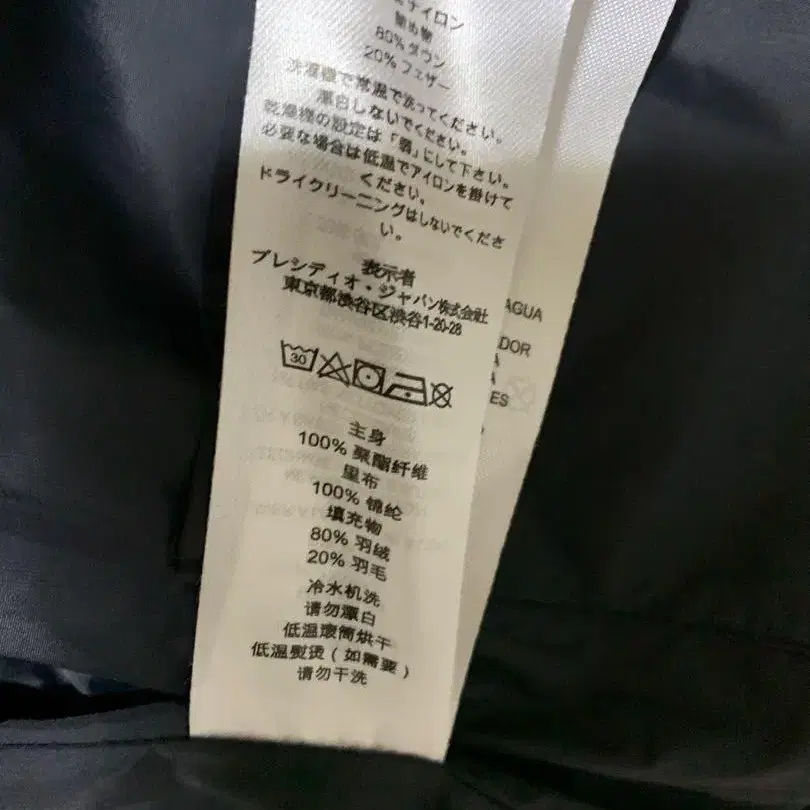 ナイロン
詰め物
80% ダウン
20% フェザー
洗濯機で常温で洗ってください。
漂白しないでください。
乾燥機の設定は「弱」にして下さい。
必要な場合は低温でアイロンを掛けて
ください。
ドライクリーニングはしないでくださ
い。
表示者
プレシディオ・ジャパン株式会社
東京都渋谷区渋谷1-20-28
30
主身
100% 聚酯纤维
里布
100% 锦纶
填充物
80% 羽绒
20% 羽毛
冷水机洗
请勿漂白
低温滚筒烘干
低温熨烫（如需要）
请勿干洗
AGUA
DOR
A
A
ES